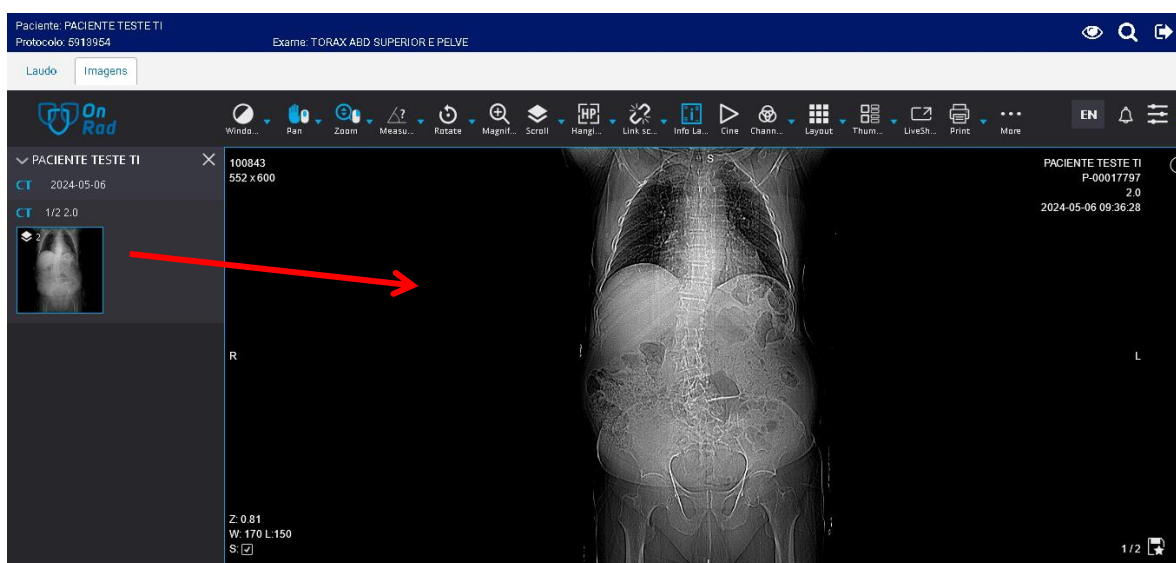 Paciente: PACIENTE TESTE TI
Protocolo: 5913954
Exame: TORAX ABD SUPERIOR E PELVE
Laudo
Imagens
On
Rad
Windo...
Pan
Zoom
Measu...
Rotate
Magnif...
Scroll
Hangi...
Link sc...
Info La...
Cine
Chann...
Layout
Thum...
LiveSh...
Print
More
EN
HP
PACIENTE TESTE TI
CT 2024-05-06
CT 1/2 2.0
2
100843
552 x 600
S
PACIENTE TESTE TI
P-00017797
2.0
2024-05-06 09:36:28
R
L
Z: 0.81
W: 170 L:150
S:
1 / 2